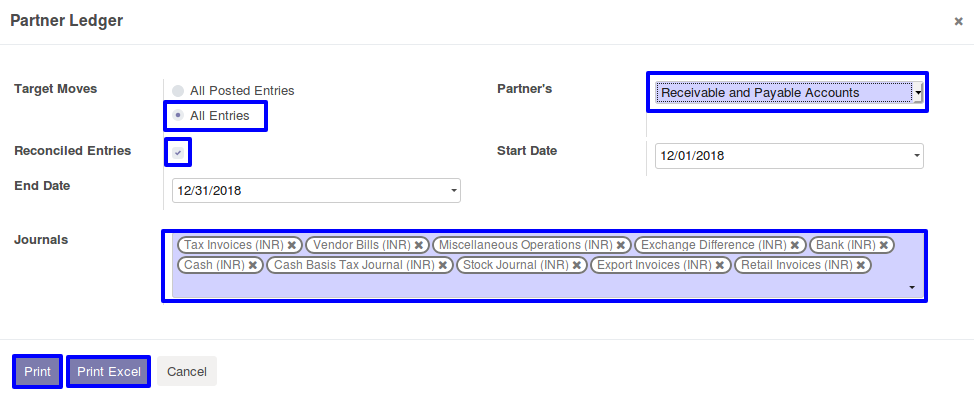 Partner Ledger
Target Moves
All Posted Entries
All Entries
Partner's
Receivable and Payable Accounts
Reconciled Entries
Start Date
12/01/2018
End Date
12/31/2018
Journals
Tax Invoices (INR) Vendor Bills (INR) Miscellaneous Operations (INR) Exchange Difference (INR) Bank (INR)
Cash (INR) Cash Basis Tax Journal (INR) Stock Journal (INR) Export Invoices (INR) Retail Invoices (INR)
Print Print Excel Cancel